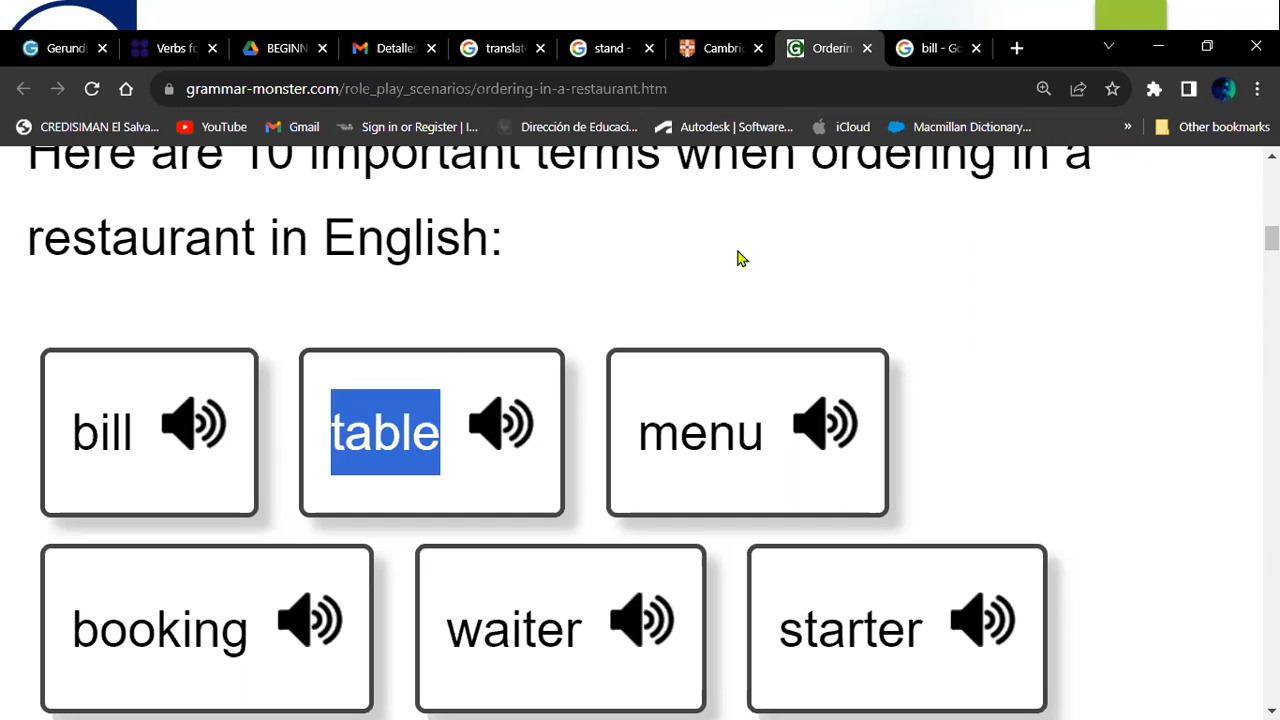 Gerund
Verbs fo
BEGINN
Detalles
translat
stand -
Cambri
Orderin
bill - Go
grammar-monster.com/role_play_scenarios/ordering-in-a-restaurant.htm
CREDISIMAN El Salva...
YouTube
Gmail
Sign in or Register | I...
Dirección de Educaci...
Autodesk | Software...
iCloud
Macmillan Dictionary...
»
Other bookmarks
Here are 10 important terms when ordering in a
restaurant in English:
bill
table
menu
booking
waiter
starter